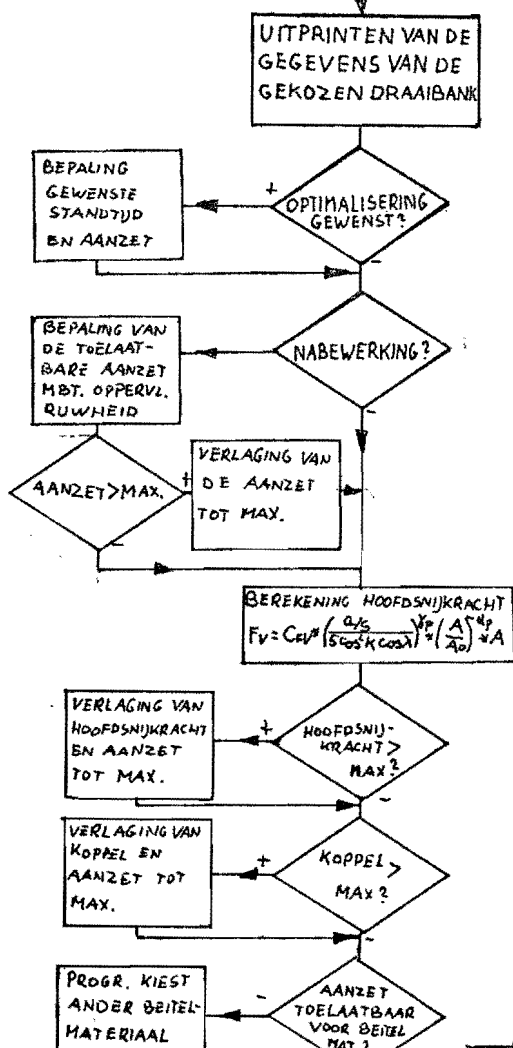 UITPRINTEN VAN DE
GEGEVENS VAN DE
GEKOZEN DRAAIBANK
BEPALING
GEWENSTE
STANDTIJD
EN AANZET
+
OPTIMALISERING
GEWENST?
-
BEPALING VAN
DE TOELAAT-
BARE AANZET
MBT. OPPERVL.
RUWHEID
NABEWERKING?
-
AANZET>MAX.
+
-
VERLAGING VAN
DE AANZET
TOT MAX.
BEREKENING HOOFDSNIJKRACHT
VERLAGING VAN
HOOFDSNIJKRACHT
EN AANZET
TOT MAX.
+
HOOFDSNIJ-
KRACHT>
MAX?
-
VERLAGING VAN
KOPPEL EN
AANZET TOT
MAX.
+
KOPPEL>
MAX?
-
PROGR. KIEST
ANDER BEITEL-
MATERIAAL
-
AANZET
TOELAATBAAR
VOOR BEITEL
MAT?